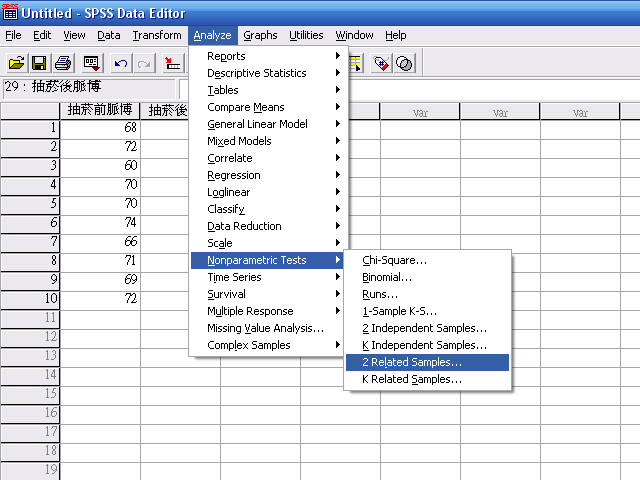 Untitled - SPSS Data Editor
File Edit View Data Transform Analyze Graphs Utilities Window Help
29 : 抽菸後脈博
抽菸前脈博 抽菸後 var var var
1 68
2 72
3 60
4 70
5 70
6 74
7 66
8 71
9 69
10 72
11
12
13
14
15
16
17
18
19
Reports
Descriptive Statistics
Tables
Compare Means
General Linear Model
Mixed Models
Correlate
Regression
Loglinear
Classify
Data Reduction
Scale
Nonparametric Tests
Time Series
Survival
Multiple Response
Missing Value Analysis...
Complex Samples
Chi-Square...
Binomial...
Runs...
1-Sample K-S...
2 Independent Samples...
K Independent Samples...
2 Related Samples...
K Related Samples...